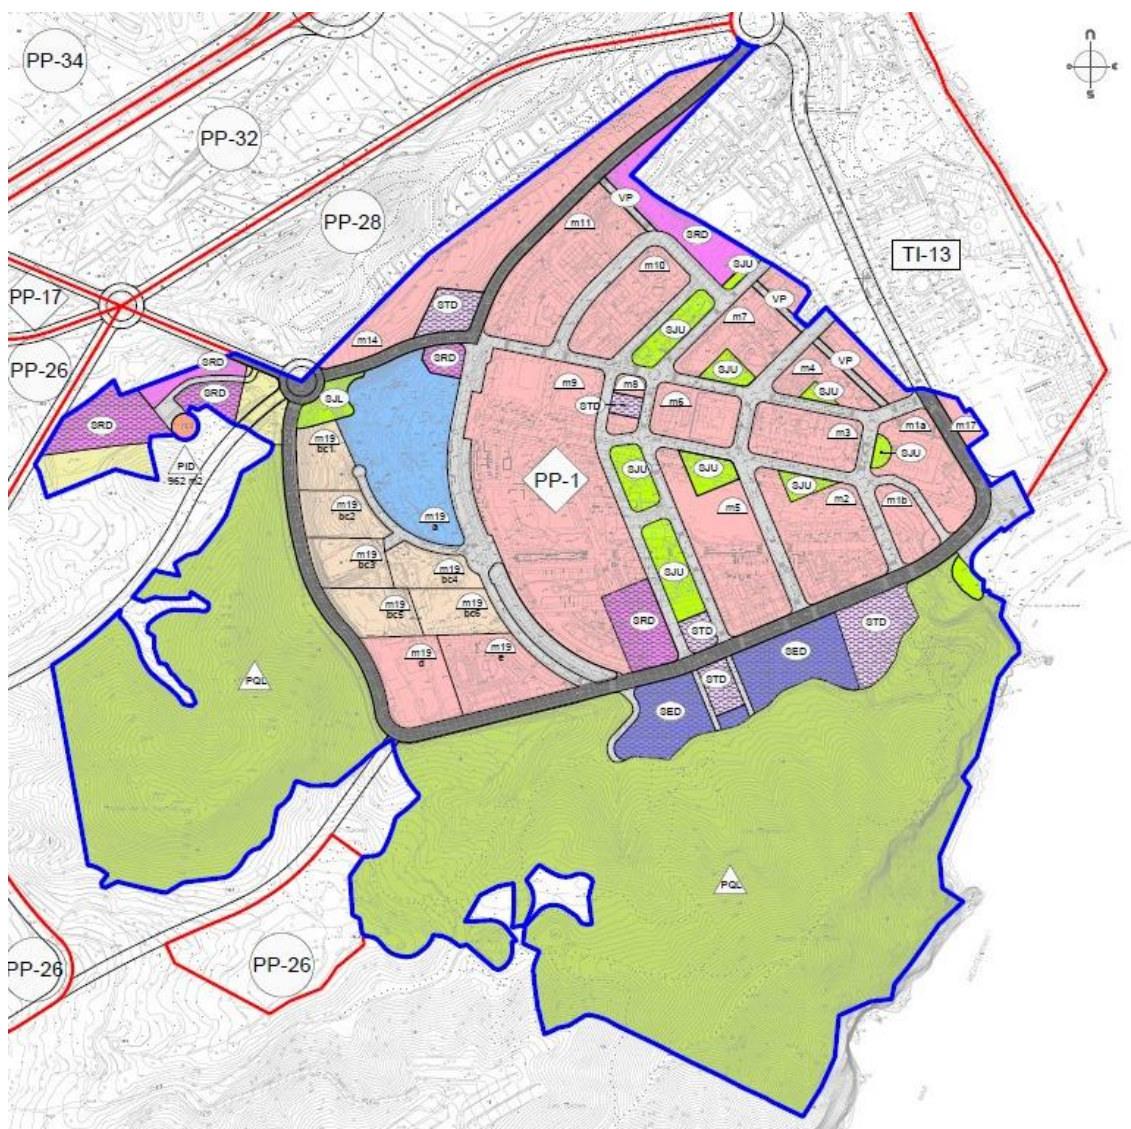 PP-34
n
s
PP-32
PP-28
VP
m11
SRD
TI-13
m10
SJU
PP-17
STD
VP
m7
SJU
m14
VP
SRD
SRD
SJU
m4
PP-26
m9
m8
SRD
SJL
STD
m6
SJU
SRD
m1a
m17
m19
bc1
m3
SJU
PID
962 m2
SJU
SJU
PP-1
SJU
m19
bc2
m19
a
m5
m2
m1b
m19
bc3
m19
bc4
SJU
m19
bc5
m19
bc6
SRD
STD
STD
m19
d
m19
e
SED
PQL
STD
SED
PQL
PP-26
PP-26